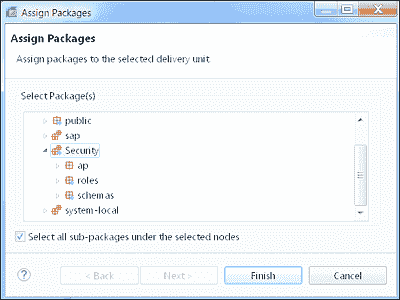 Assign Packages
Assign Packages
Assign packages to the selected delivery unit
Select Package(s)
public
sap
Security
ap
roles
schemas
system-local
Select all sub-packages under the selected nodes
?
< Back
Next >
Finish
Cancel